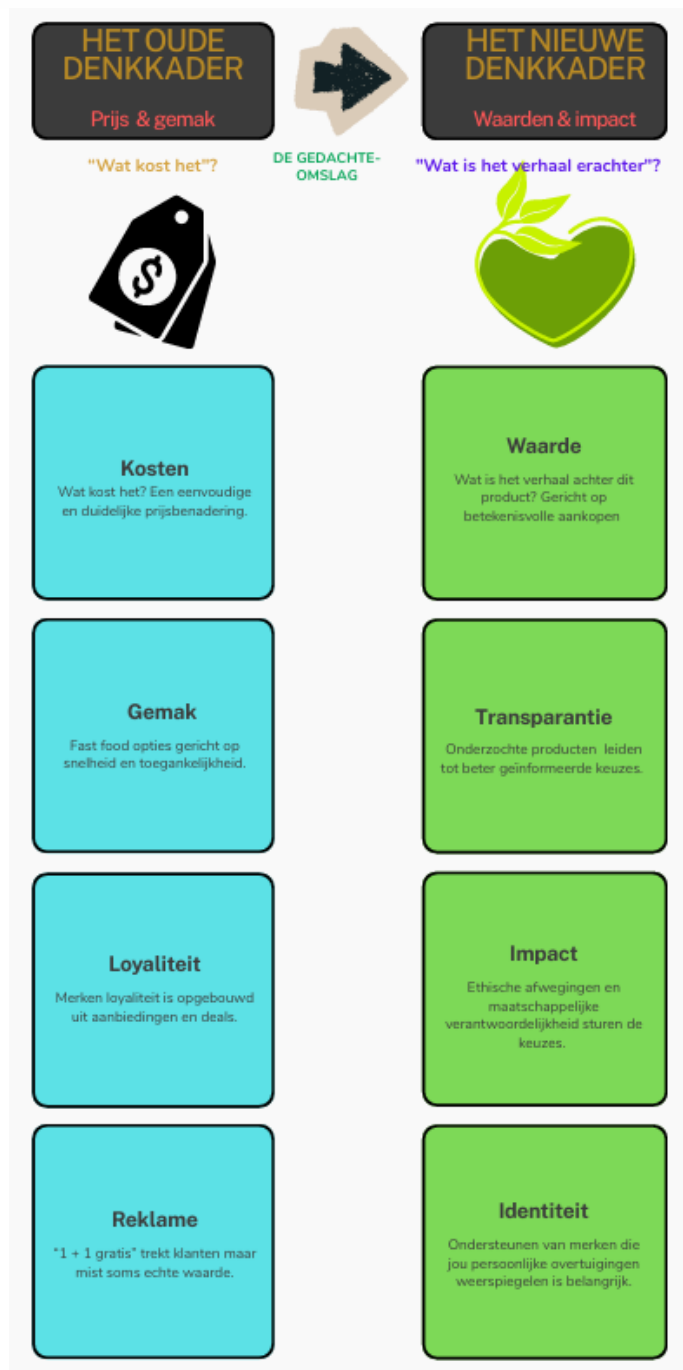 HET OUDE
DENKKADER
Prijs & gemak
"Wat kost het"?
DE GEDACHTE-
OMSLAG
HET NIEUWE
DENKKADER
Waarden & impact
"Wat is het verhaal erachter"?
$
Kosten
Wat kost het? Een eenvoudige
en duidelijke prijsbenadering.
Waarde
Wat is het verhaal achter dit
product? Gericht op
betekenisvolle aankopen
Gemak
Fast food opties gericht op
snelheid en toegankelijkheid.
Transparantie
Onderzochte producten leiden
tot beter geïnformeerde keuzes.
Loyaliteit
Merken loyaliteit is opgebouwd
uit aanbiedingen en deals.
Impact
Ethische afwegingen en
maatschappelijke
verantwoordelijkheid sturen de
keuzes.
Reklame
"1 + 1 gratis" trekt klanten maar
mist soms echte waarde.
Identiteit
Ondersteunen van merken die
jou persoonlijke overtuigingen
weerspiegelen is belangrijk.